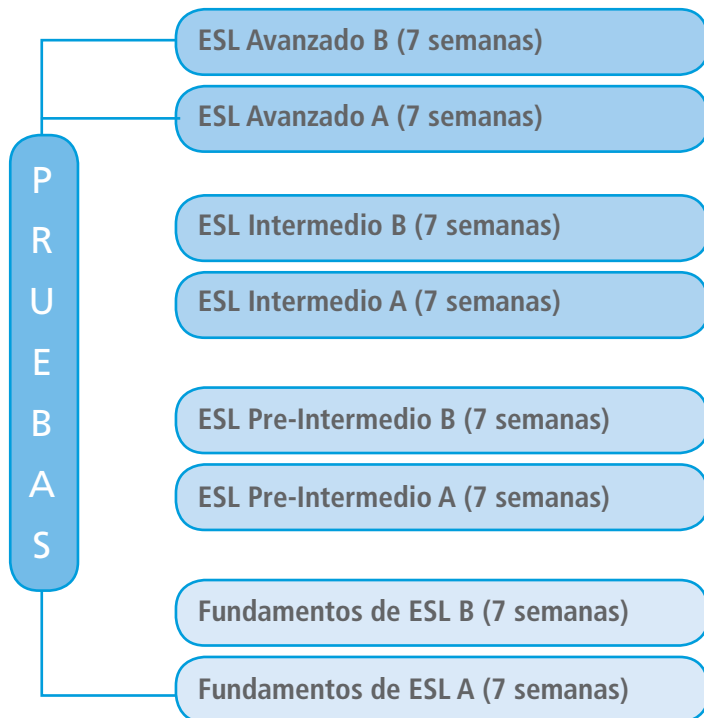 ESL Avanzado B (7 semanas)
ESL Avanzado A (7 semanas)
PRUEBAS
ESL Intermedio B (7 semanas)
ESL Intermedio A (7 semanas)
ESL Pre-Intermedio B (7 semanas)
ESL Pre-Intermedio A (7 semanas)
Fundamentos de ESL B (7 semanas)
Fundamentos de ESL A (7 semanas)